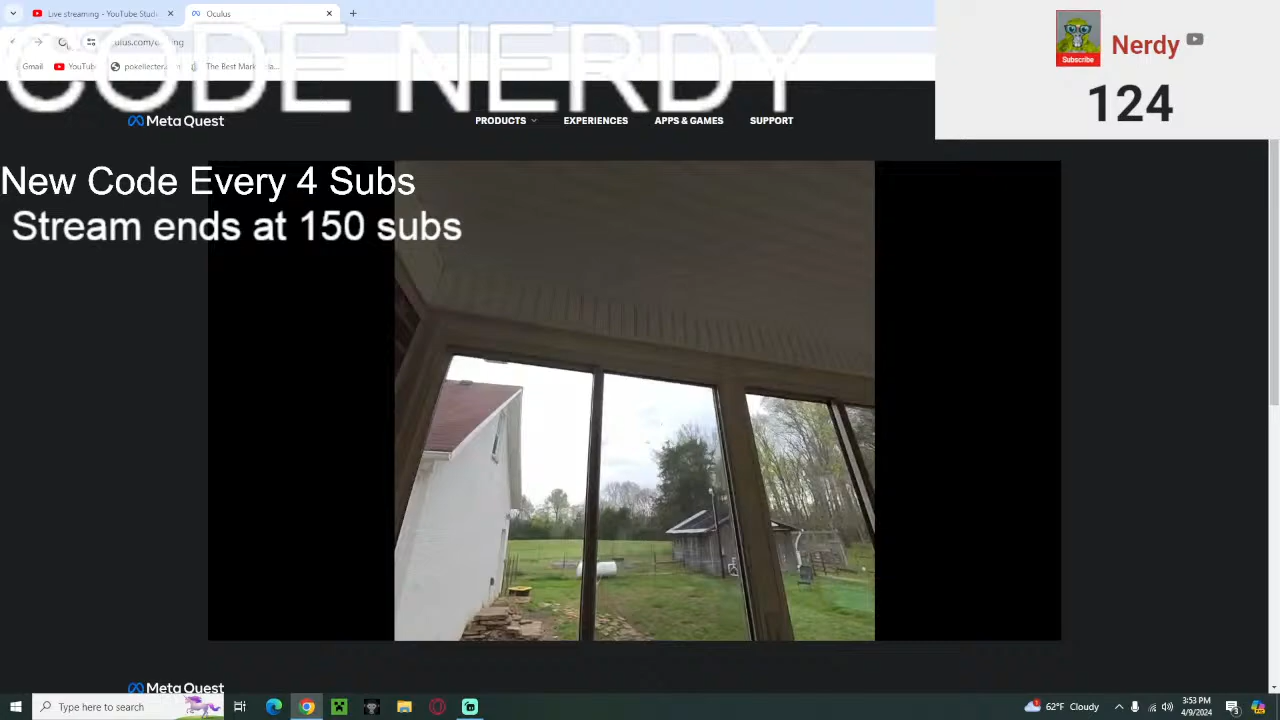 Live streaming - YouTube Studio
Oculus
Gmail
YouTube
The Best
CODE NERDY
Subscribe
Nerdy
124
Meta Quest
PRODUCTS
EXPERIENCES
APPS & GAMES
SUPPORT
New Code Every 4 Subs
Stream ends at 150 subs
Meta Quest
Type here to search
62°F Cloudy
3:53 PM
4/9/2024